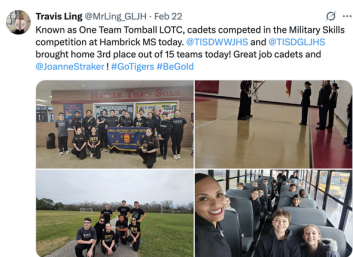 Travis Ling @MrLing_GLJH · Feb 22
Known as One Team Tomball LOTC, cadets competed in the Military Skills
competition at Hambrick MS today. @TISDWWJHS and @TISDGLJHS
brought home 3rd place out of 15 teams today! Great job cadets and
@JoanneStraker ! #GoTigers #BeGold